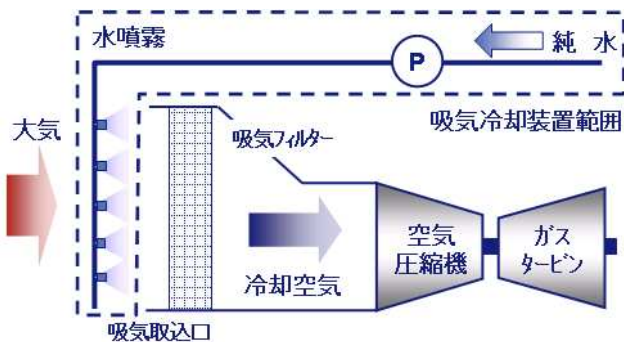 水噴霧
P
純 水
大気
吸気冷却装置範囲
吸気フィルター
空気
圧縮機
ガス
タービン
冷却空気
吸気取込口